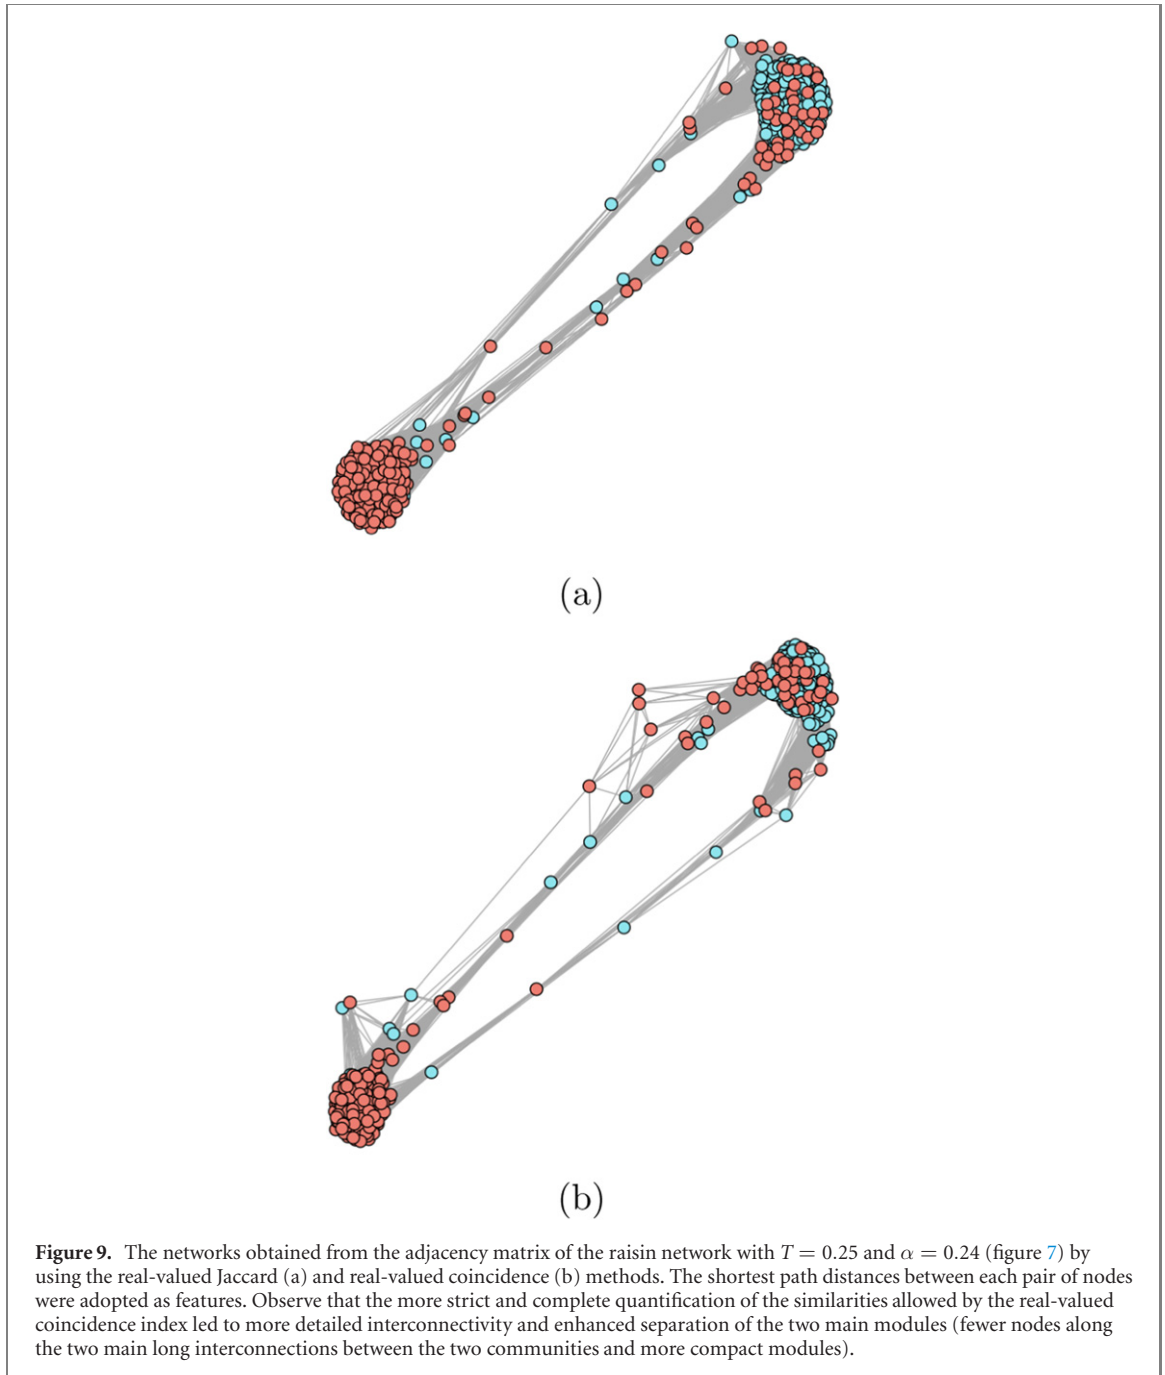 (a)
(b)
Figure 9. The networks obtained from the adjacency matrix of the raisin network with T = 0.25 and α = 0.24 (figure 7) by
using the real-valued Jaccard (a) and real-valued coincidence (b) methods. The shortest path distances between each pair of nodes
were adopted as features. Observe that the more strict and complete quantification of the similarities allowed by the real-valued
coincidence index led to more detailed interconnectivity and enhanced separation of the two main modules (fewer nodes along
the two main long interconnections between the two communities and more compact modules).